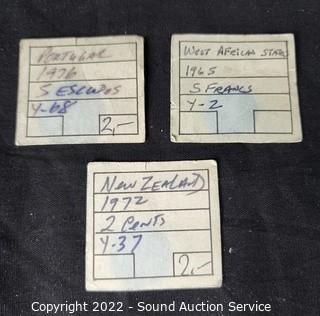 PORTUGAL
1976
5 ESCUDOS
Y-68
2,-
WEST AFRICAN STATES
1965
5 FRANCS
Y-2
NEW ZEALAND
1972
2 CENTS
Y-37
2,-
Copyright © 2022 - Sound Auction Service